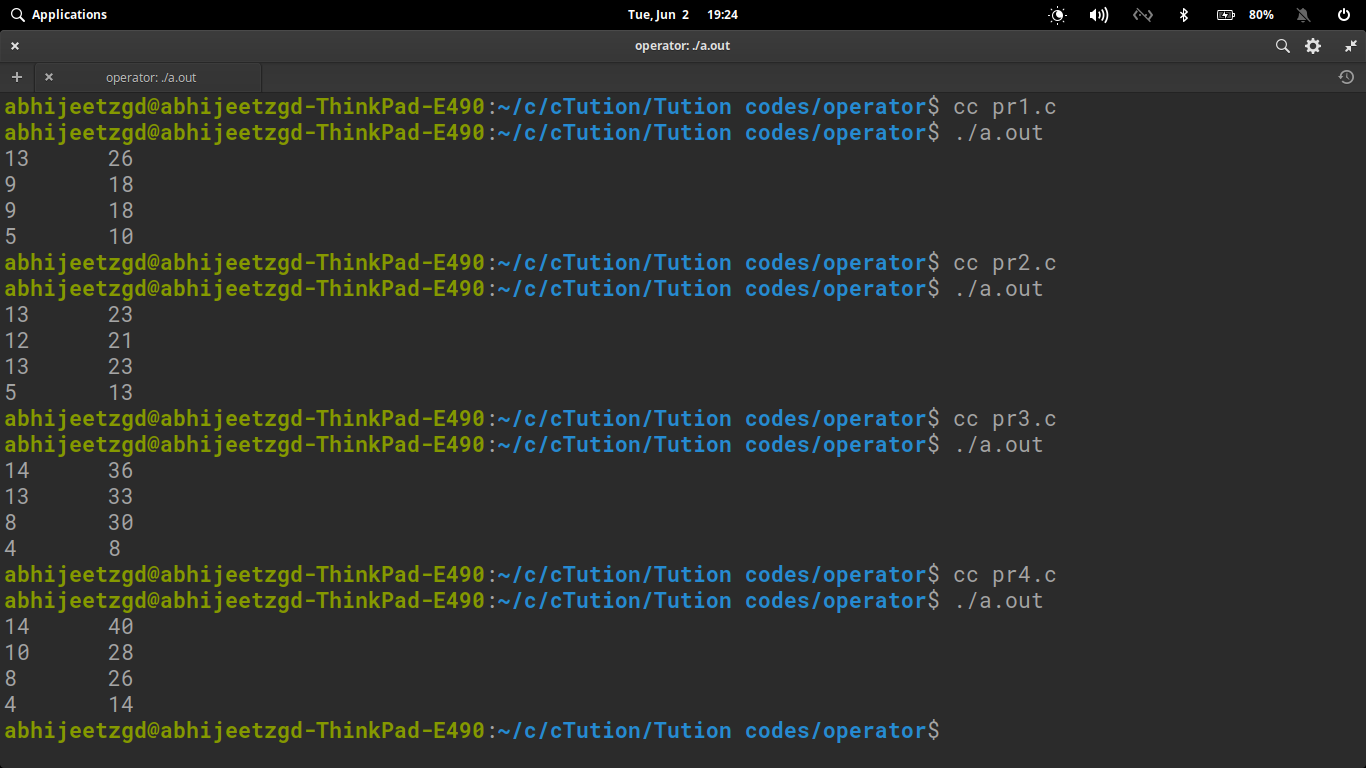 Applications Tue, Jun 2 19:24 80%
operator: ./a.out
operator: ./a.out
abhijeetzgd@abhijeetzgd-ThinkPad-E490:~/c/cTution/Tution codes/operator$ cc pr1.c
abhijeetzgd@abhijeetzgd-ThinkPad-E490:~/c/cTution/Tution codes/operator$ ./a.out
13 26
9 18
9 18
5 10
abhijeetzgd@abhijeetzgd-ThinkPad-E490:~/c/cTution/Tution codes/operator$ cc pr2.c
abhijeetzgd@abhijeetzgd-ThinkPad-E490:~/c/cTution/Tution codes/operator$ ./a.out
13 23
12 21
13 23
5 13
abhijeetzgd@abhijeetzgd-ThinkPad-E490:~/c/cTution/Tution codes/operator$ cc pr3.c
abhijeetzgd@abhijeetzgd-ThinkPad-E490:~/c/cTution/Tution codes/operator$ ./a.out
14 36
13 33
8 30
4 8
abhijeetzgd@abhijeetzgd-ThinkPad-E490:~/c/cTution/Tution codes/operator$ cc pr4.c
abhijeetzgd@abhijeetzgd-ThinkPad-E490:~/c/cTution/Tution codes/operator$ ./a.out
14 40
10 28
8 26
4 14
abhijeetzgd@abhijeetzgd-ThinkPad-E490:~/c/cTution/Tution codes/operator$